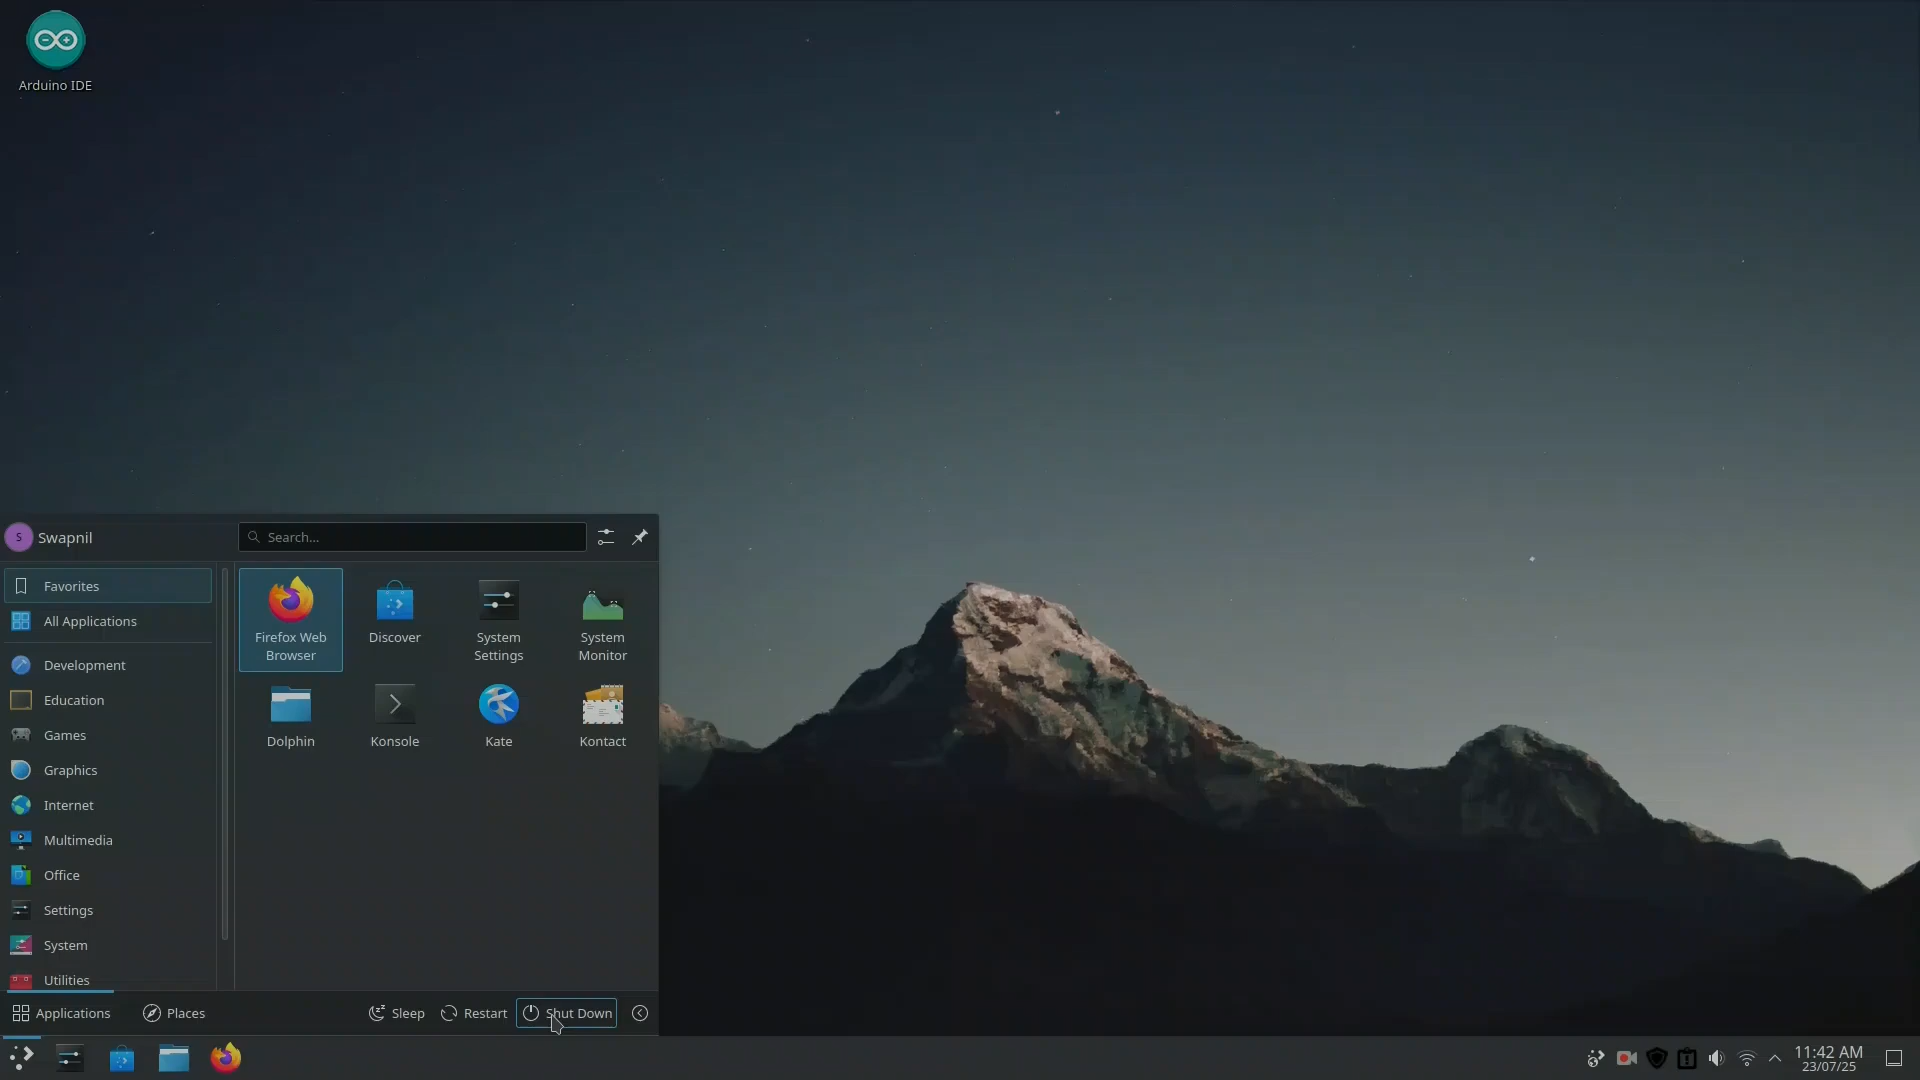 Arduino IDE
S
Swapnil
Search...
Favorites
All Applications
Development
Education
Games
Graphics
Internet
Multimedia
Office
Settings
System
Utilities
Firefox Web
Browser
Discover
System
Settings
System
Monitor
Dolphin
Konsole
Kate
Kontact
Applications
Places
Sleep
Restart
Shut Down
11:42 AM
23/07/25